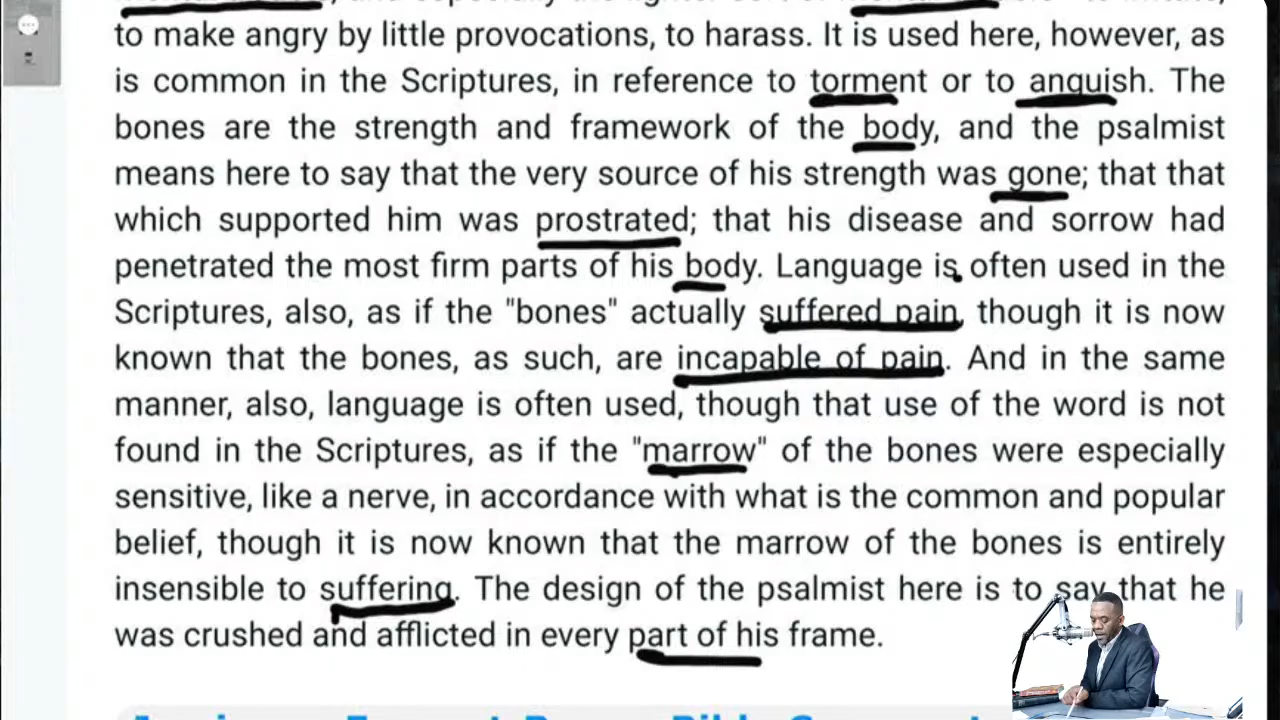 to make angry by little provocations, to harass. It is used here, however, as
is common in the Scriptures, in reference to torment or to anguish. The
bones are the strength and framework of the body, and the psalmist
means here to say that the very source of his strength was gone; that that
which supported him was prostrated; that his disease and sorrow had
penetrated the most firm parts of his body. Language is often used in the
Scriptures, also, as if the "bones" actually suffered pain, though it is now
known that the bones, as such, are incapable of pain. And in the same
manner, also, language is often used, though that use of the word is not
found in the Scriptures, as if the "marrow" of the bones were especially
sensitive, like a nerve, in accordance with what is the common and popular
belief, though it is now known that the marrow of the bones is entirely
insensible to suffering. The design of the psalmist here is to say that he
was crushed and afflicted in every part of his frame.